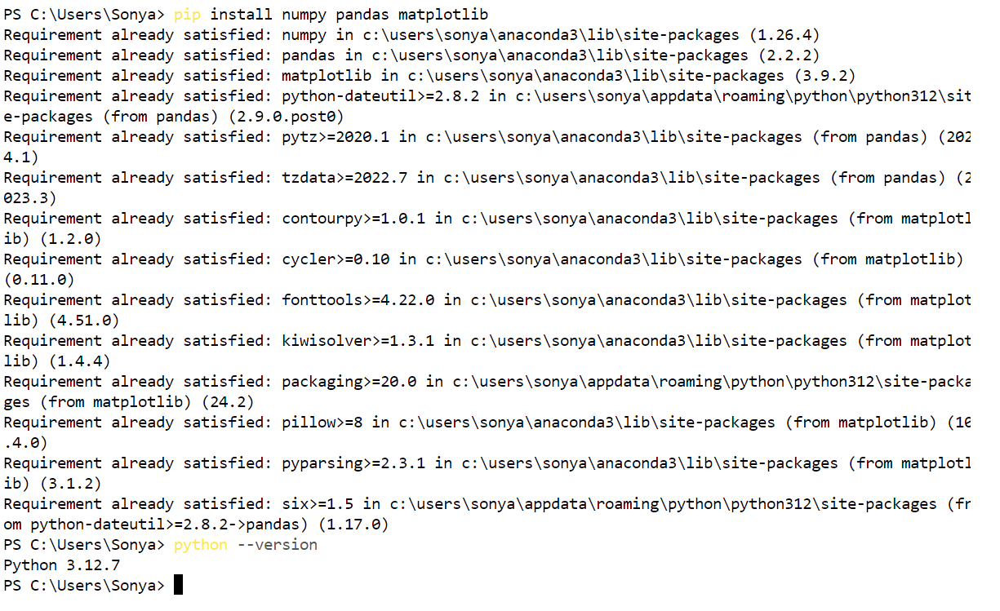 PS C:\Users\Sonya> pip install numpy pandas matplotlib
Requirement already satisfied: numpy in c:\users\sonya\anaconda3\lib\site-packages (1.26.4)
Requirement already satisfied: pandas in c:\users\sonya\anaconda3\lib\site-packages (2.2.2)
Requirement already satisfied: matplotlib in c:\users\sonya\anaconda3\lib\site-packages (3.9.2)
Requirement already satisfied: python-dateutil>=2.8.2 in c:\users\sonya\appdata\roaming\python\python312\sit
e-packages (from pandas) (2.9.0.post0)
Requirement already satisfied: pytz>=2020.1 in c:\users\sonya\anaconda3\lib\site-packages (from pandas) (202
4.1)
Requirement already satisfied: tzdata>=2022.7 in c:\users\sonya\anaconda3\lib\site-packages (from pandas) (2
023.3)
Requirement already satisfied: contourpy>=1.0.1 in c:\users\sonya\anaconda3\lib\site-packages (from matplotl
ib) (1.2.0)
Requirement already satisfied: cycler>=0.10 in c:\users\sonya\anaconda3\lib\site-packages (from matplotlib)
(0.11.0)
Requirement already satisfied: fonttools>=4.22.0 in c:\users\sonya\anaconda3\lib\site-packages (from matplot
lib) (4.51.0)
Requirement already satisfied: kiwisolver>=1.3.1 in c:\users\sonya\anaconda3\lib\site-packages (from matplot
lib) (1.4.4)
Requirement already satisfied: packaging>=20.0 in c:\users\sonya\appdata\roaming\python\python312\site-packa
ges (from matplotlib) (24.2)
Requirement already satisfied: pillow>=8 in c:\users\sonya\anaconda3\lib\site-packages (from matplotlib) (10
.4.0)
Requirement already satisfied: pyparsing>=2.3.1 in c:\users\sonya\anaconda3\lib\site-packages (from matplotl
ib) (3.1.2)
Requirement already satisfied: six>=1.5 in c:\users\sonya\appdata\roaming\python\python312\site-packages (fr
om python-dateutil>=2.8.2->pandas) (1.17.0)
PS C:\Users\Sonya> python --version
Python 3.12.7
PS C:\Users\Sonya>